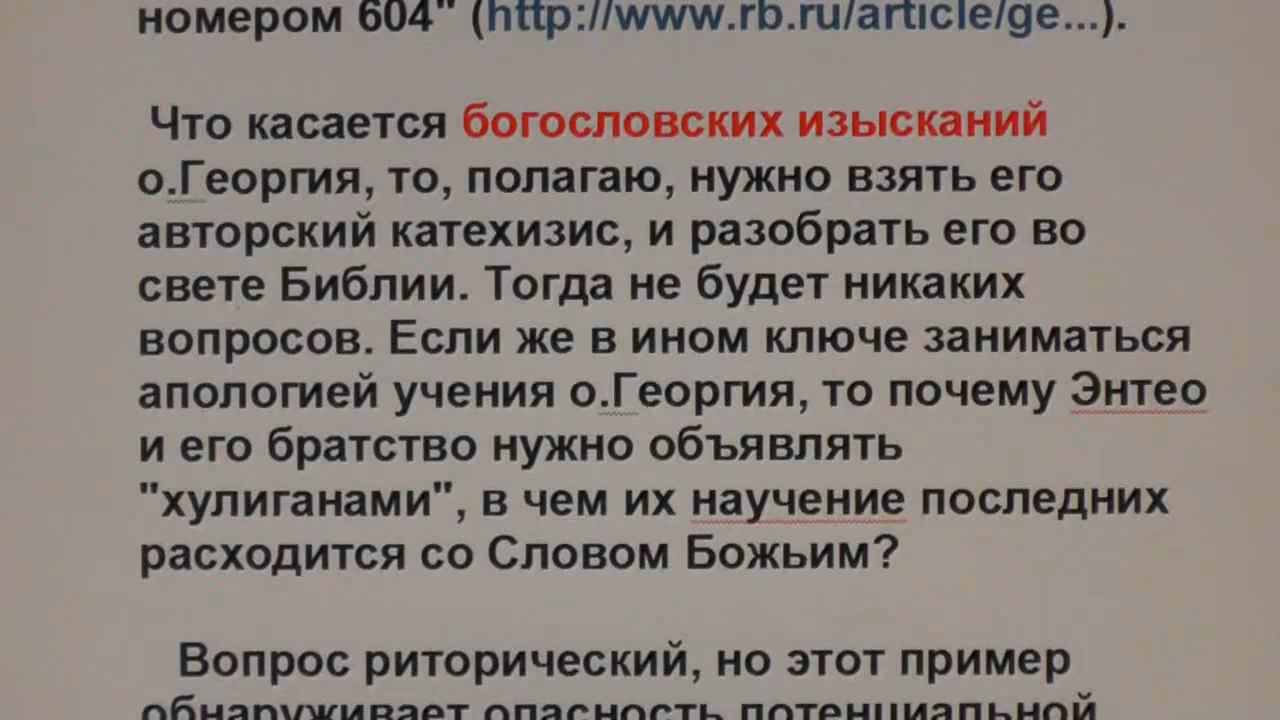 номером 604" (http://www.rb.ru/article/ge...).
Что касается богословских изысканий
о.Георгия, то, полагаю, нужно взять его
авторский катехизис, и разобрать его во
свете Библии. Тогда не будет никаких
вопросов. Если же в ином ключе заниматься
апологией учения о.Георгия, то почему Энтео
и его братство нужно объявлять
"хулиганами", в чем их научение последних
расходится со Словом Божьим?
Вопрос риторический, но этот пример
обнаруживает опасность потенциальной